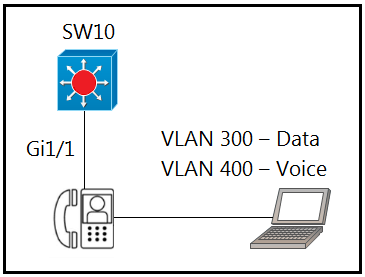 SW10
Gi1/1
VLAN 300 – Data
VLAN 400 – Voice